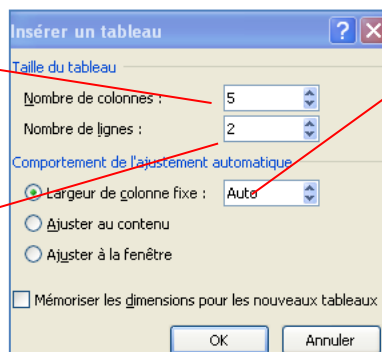 Insérer un tableau
Taille du tableau
Nombre de colonnes : 5
Nombre de lignes : 2
Comportement de l'ajustement automatique
Largeur de colonne fixe : Auto
Ajuster au contenu
Ajuster à la fenêtre
Mémoriser les dimensions pour les nouveaux tableaux
OK Annuler